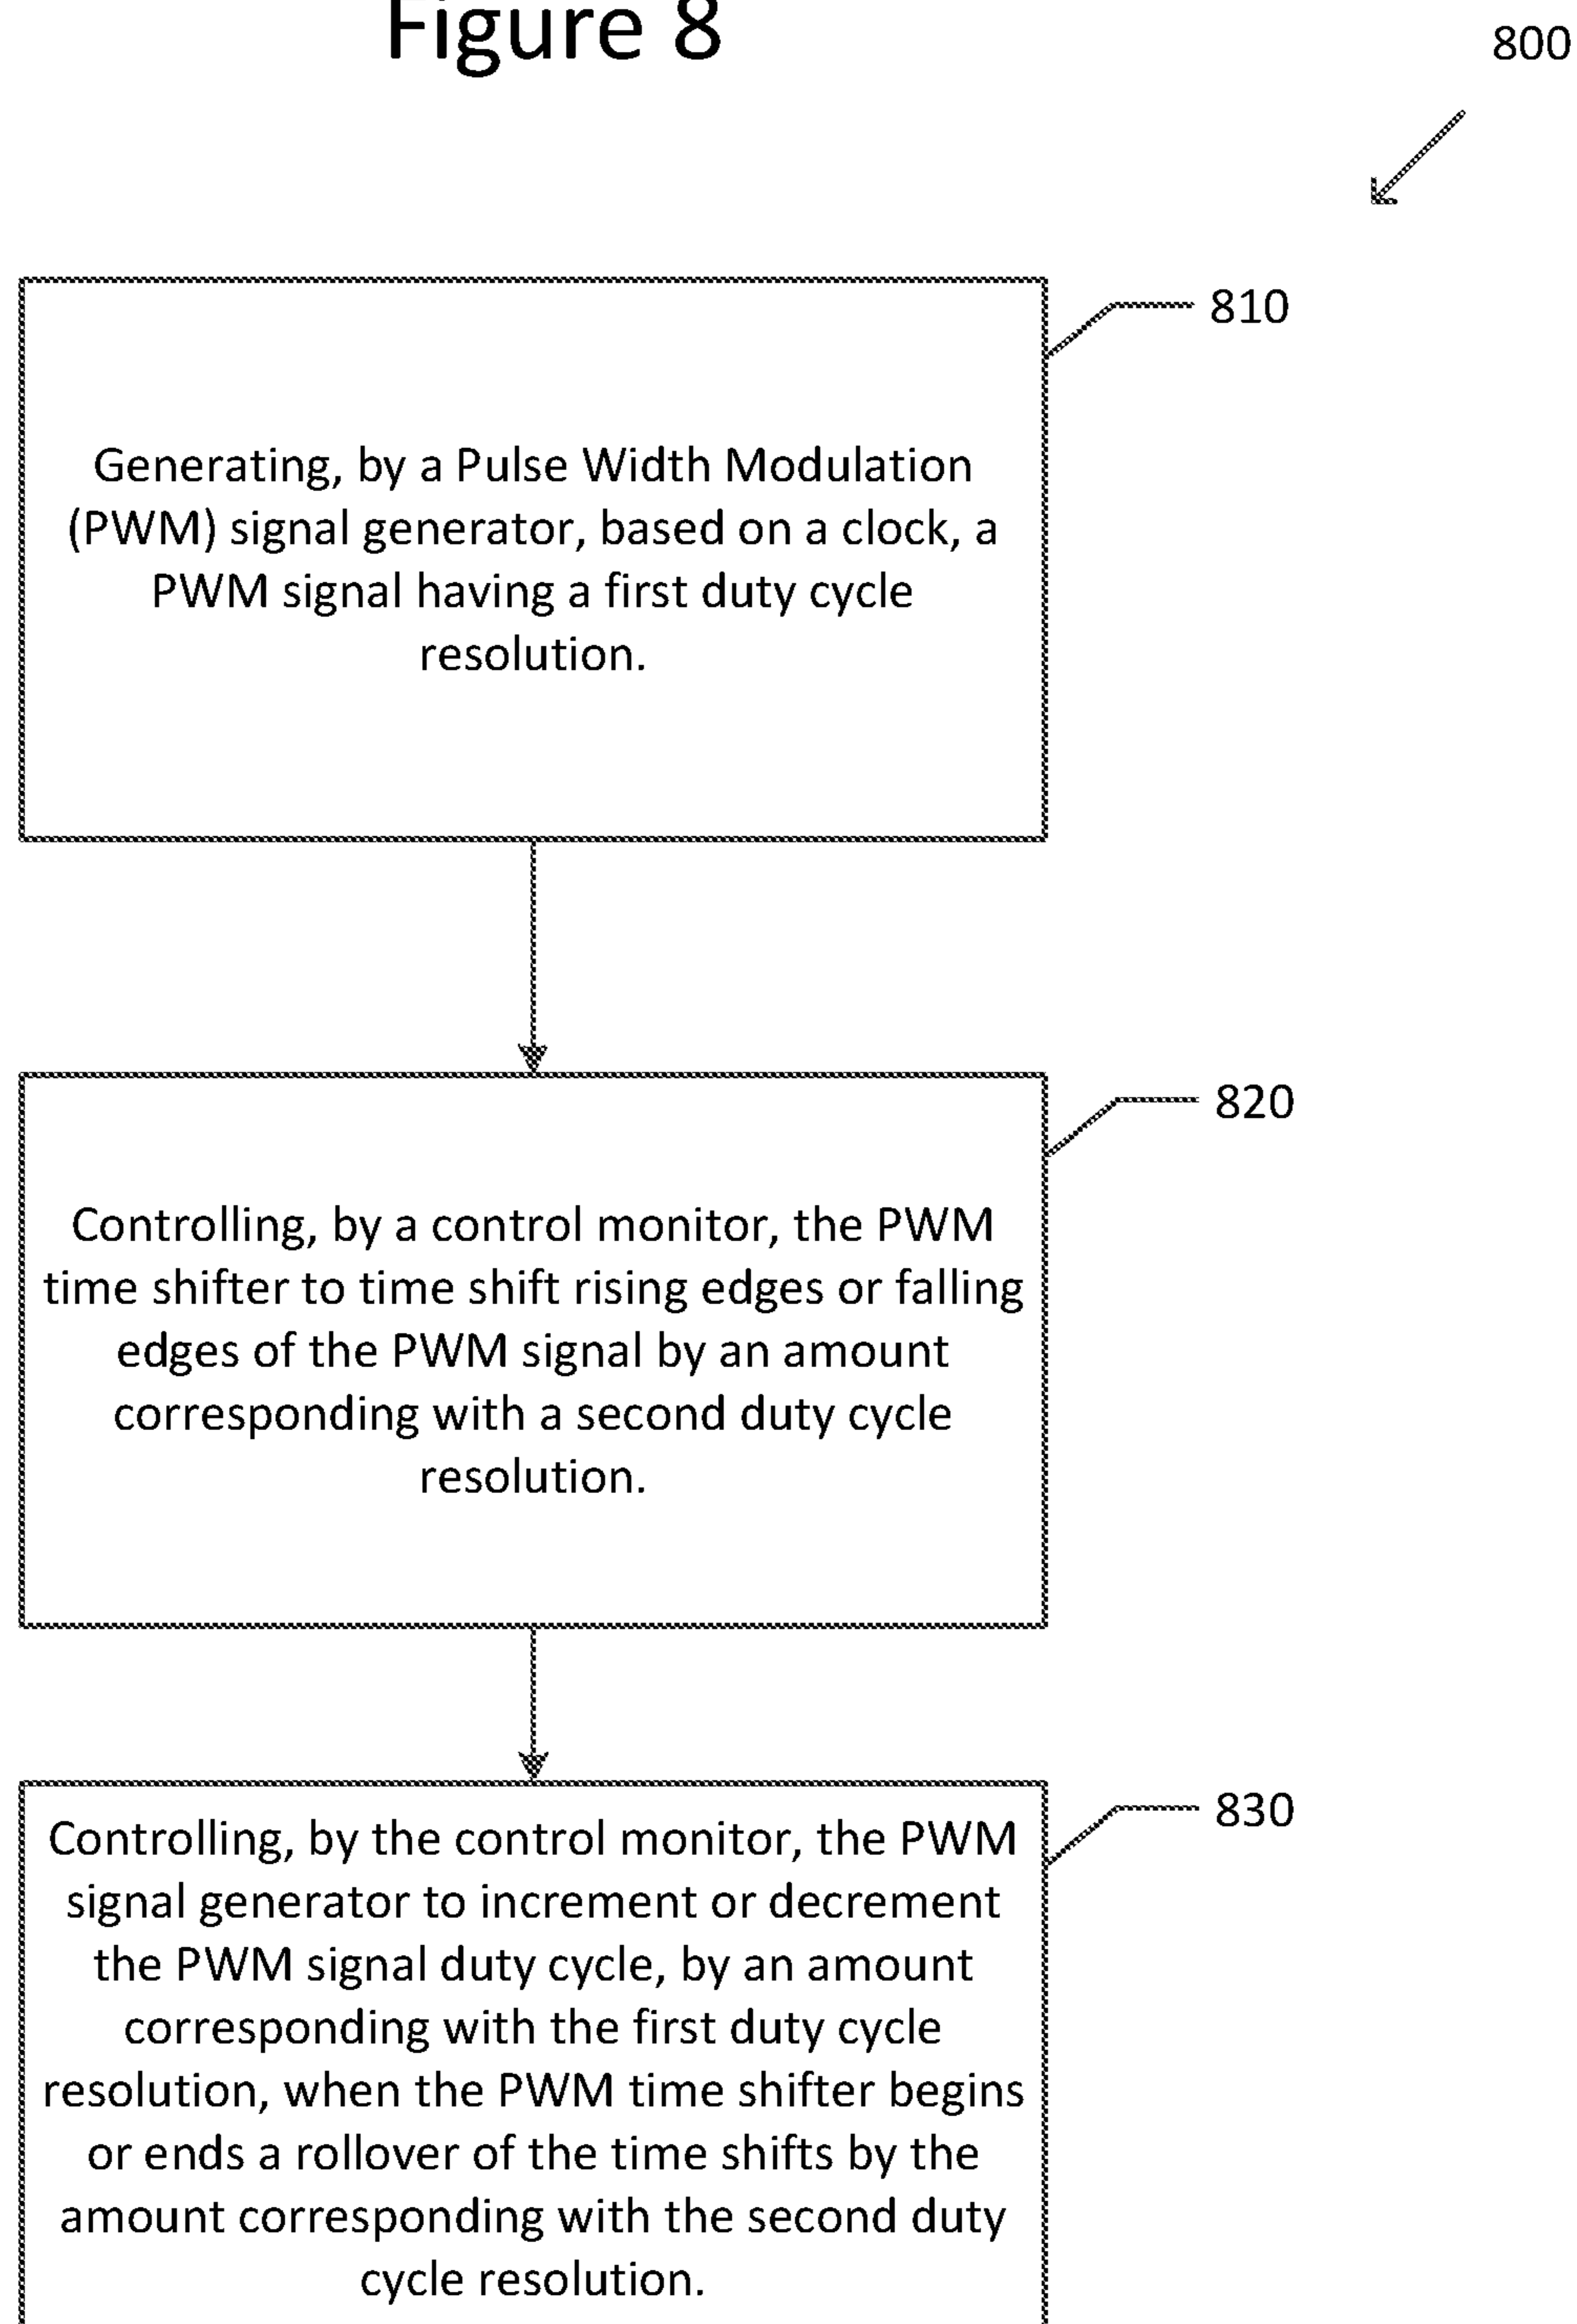 Figure 8
800
810
Generating, by a Pulse Width Modulation
(PWM) signal generator, based on a clock, a
PWM signal having a first duty cycle
resolution.
820
Controlling, by a control monitor, the PWM
time shifter to time shift rising edges or falling
edges of the PWM signal by an amount
corresponding with a second duty cycle
resolution.
830
Controlling, by the control monitor, the PWM
signal generator to increment or decrement
the PWM signal duty cycle, by an amount
corresponding with the first duty cycle
resolution, when the PWM time shifter begins
or ends a rollover of the time shifts by the
amount corresponding with the second duty
cycle resolution.